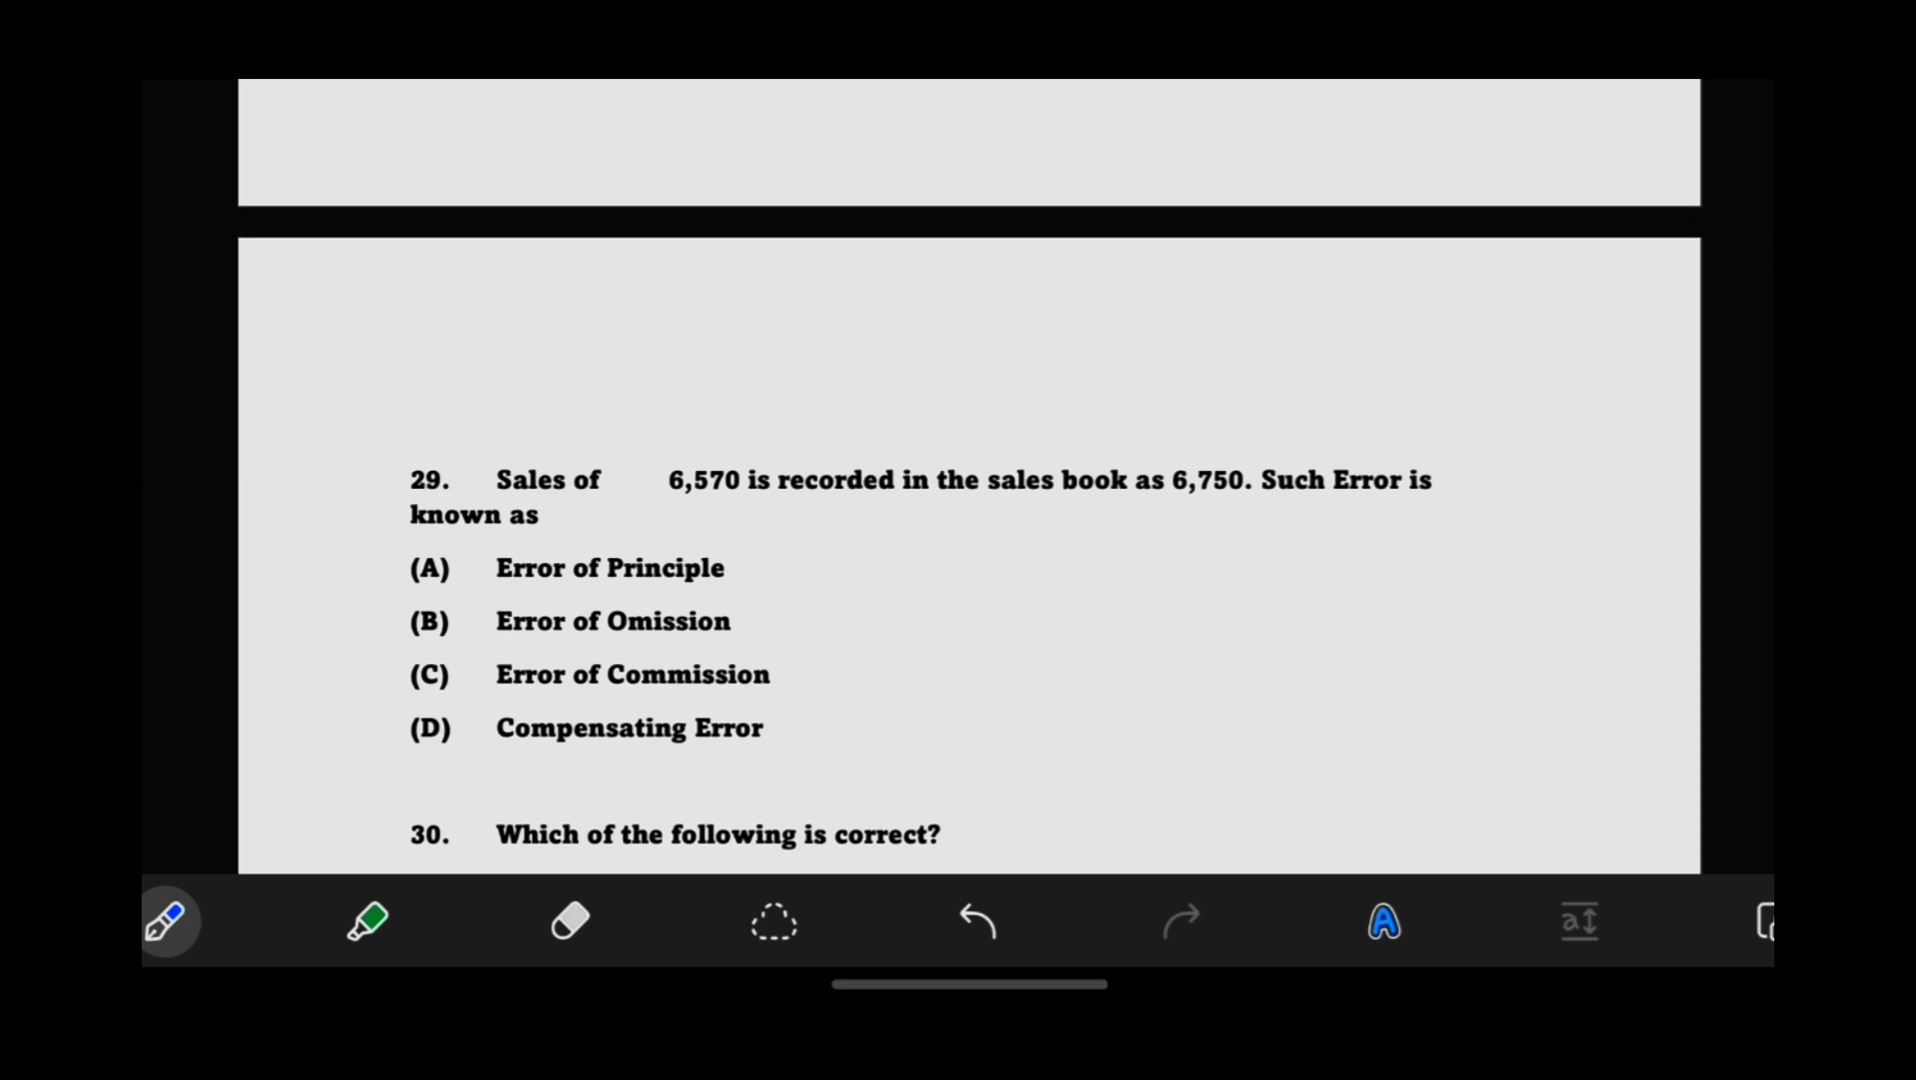 29. Sales of 6,570 is recorded in the sales book as 6,750. Such Error is
known as
(A) Error of Principle
(B) Error of Omission
(C) Error of Commission
(D) Compensating Error
30. Which of the following is correct?
A
a